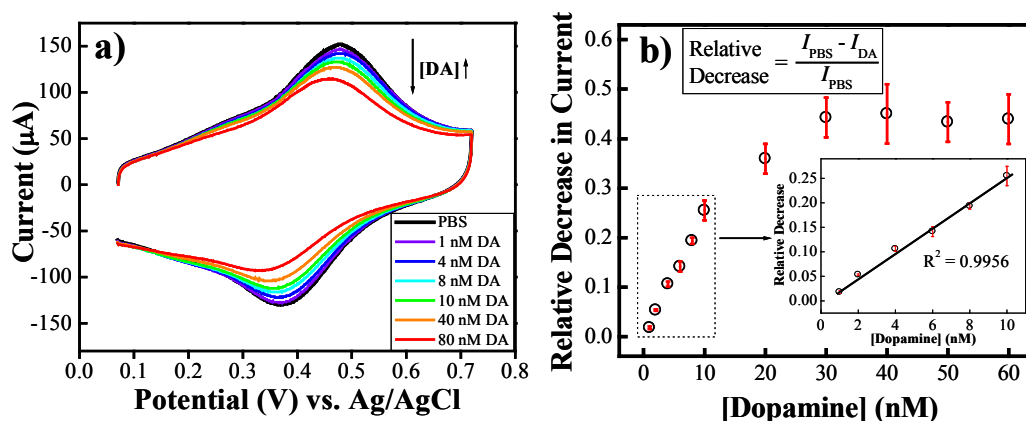 a)
[DA]↑
Current (µA)
150
100
50
0
-50
-100
-150
PBS
1 nM DA
4 nM DA
8 nM DA
10 nM DA
40 nM DA
80 nM DA
0.0 0.1 0.2 0.3 0.4 0.5 0.6 0.7 0.8
Potential (V) vs. Ag/AgCl
b)
Relative Decrease = (I_PBS - I_DA) / I_PBS
Relative Decrease in Current
0.6
0.5
0.4
0.3
0.2
0.1
0.0
0 10 20 30 40 50 60
[Dopamine] (nM)
Relative Decrease
0.25
0.20
0.15
0.10
0.05
0.00
R² = 0.9956
0 2 4 6 8 10
[Dopamine] (nM)